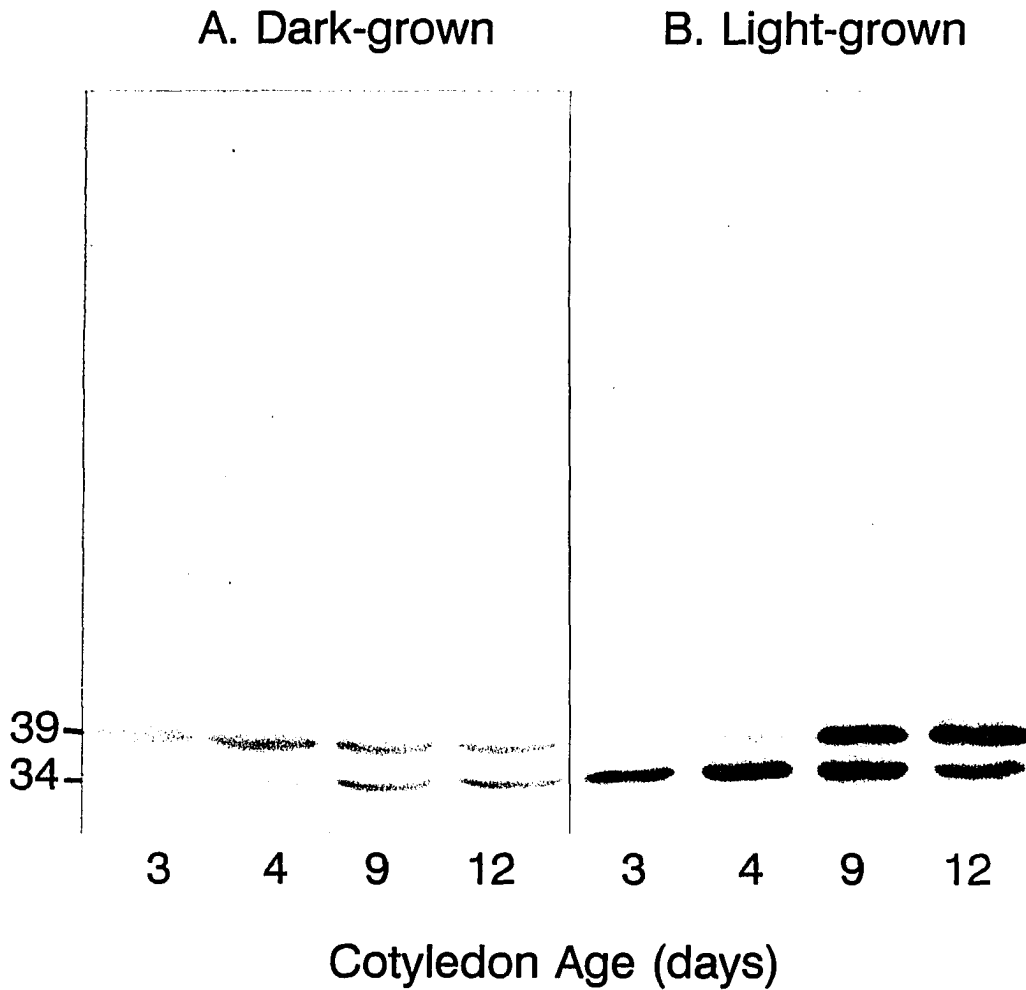 A. Dark-grown
B. Light-grown
39
34
3 4 9 12
3 4 9 12
Cotyledon Age (days)